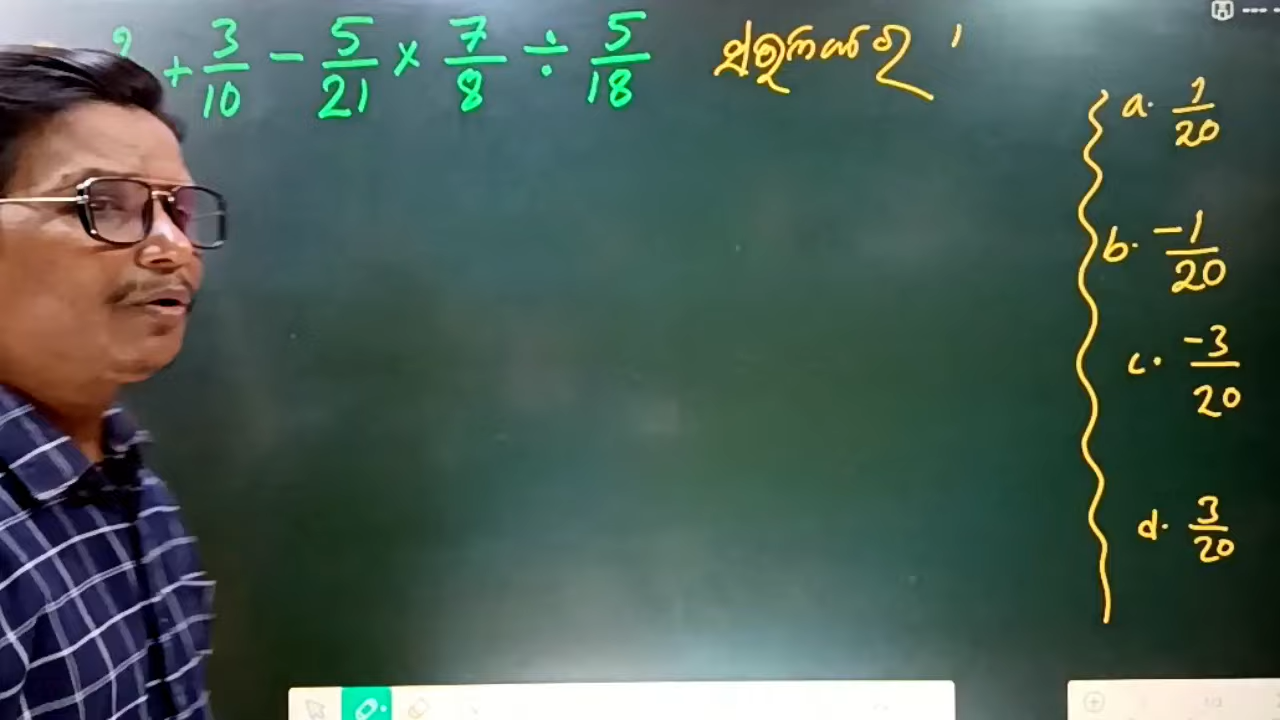 + 3/10 - 5/21 × 7/8 ÷ 5/18 ସରଳ କର ।
a. 1/20
b. -1/20
c. -3/20
d. 3/20